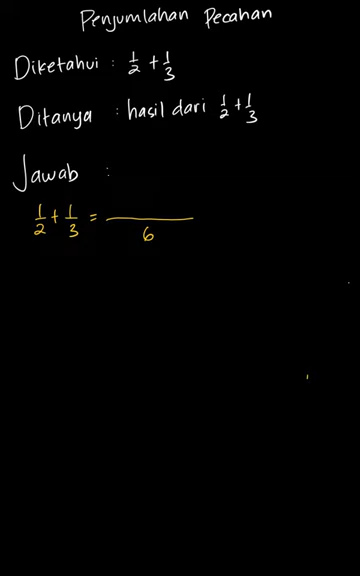 Penjumlahan Pecahan
Diketahui : 1/2 + 1/3
Ditanya : hasil dari 1/2 + 1/3
Jawab :
1/2 + 1/3 = /6